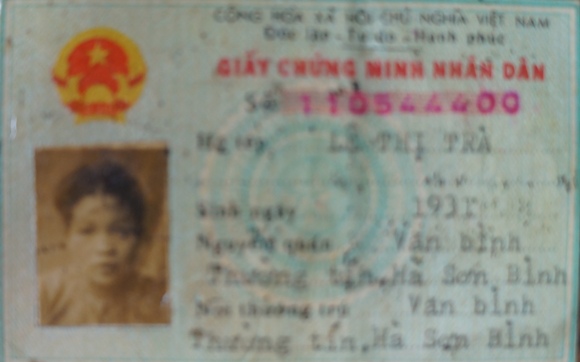 CỘNG HÒA XÃ HỘI CHỦ NGHĨA VIỆT NAM
Độc lập - Tự do - Hạnh phúc
GIẤY CHỨNG MINH NHÂN DÂN
Số 110544400
Họ tên LÊ THỊ TRÀ
Sinh ngày 1931
Nguyên quán Văn bình
Thường tín, Hà Sơn Bình
Nơi thường trú Văn bình
Thường tín, Hà Sơn Bình